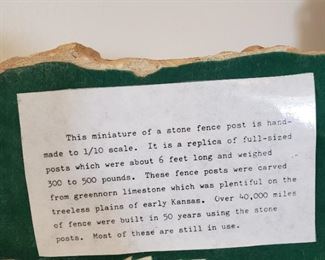 This miniature of a stone fence post is hand-
made to 1/10 scale. It is a replica of full-sized
posts which were about 6 feet long and weighed
300 to 500 pounds. These fence posts were carved
from greenhorn limestone which was plentiful on the
treeless plains of early Kansas. Over 40,000 miles
of fence were built in 50 years using the stone
posts. Most of these are still in use.